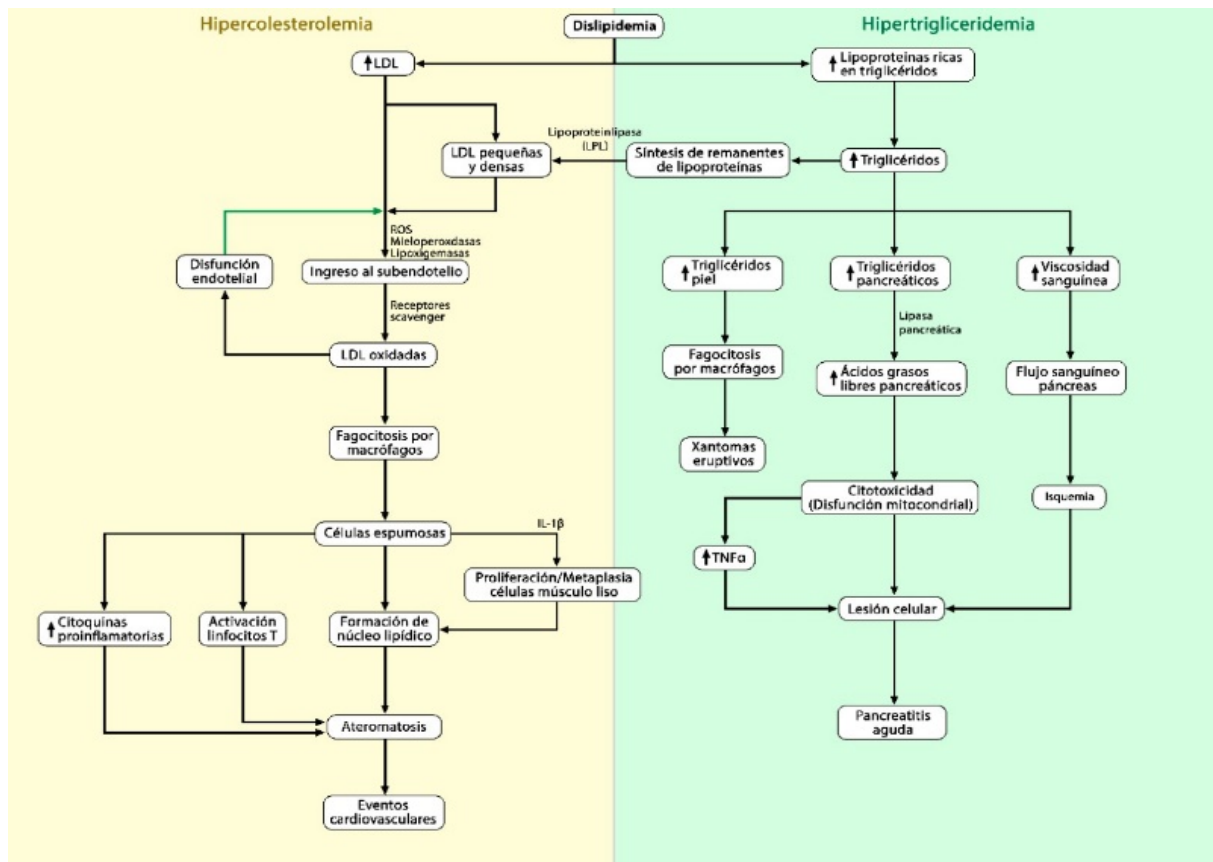 Hipercolesterolemia
Dislipidemia
Hipertrigliceridemia
↑LDL
↑ Lipoproteínas ricas
en triglicéridos
LDL pequeñas
y densas
Lipoproteinlipasa
(LPL)
Síntesis de remanentes
de lipoproteínas
↑Triglicéridos
ROS
Mieloperoxdasas
Lipoxigemasas
Disfunción
endotelial
Ingreso al subendotelio
↑Triglicéridos
piel
↑Triglicéridos
pancreáticos
↑Viscosidad
sanguínea
Receptores
scavenger
Lipasa
pancreática
LDL oxidadas
Fagocitosis
por macrófagos
↑Ácidos grasos
libres pancreáticos
Flujo sanguíneo
páncreas
Fagocitosis por
macrófagos
Xantomas
eruptivos
Citotoxicidad
(Disfunción mitocondrial)
Isquemia
Células espumosas
IL-1β
↑TNFα
Proliferación/Metaplasia
células músculo liso
↑Citoquinas
proinflamatorias
Activación
linfocitos T
Formación de
núcleo lipídico
Lesión celular
Ateromatosis
Pancreatitis
aguda
Eventos
cardiovasculares